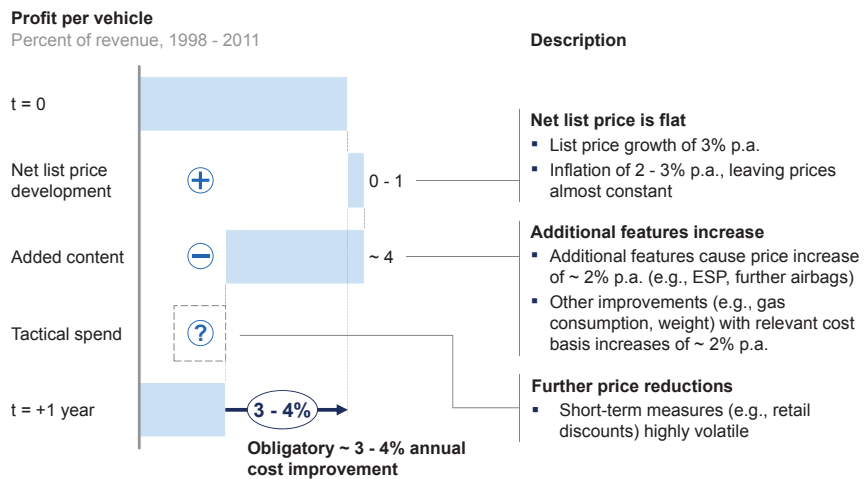 Profit per vehicle
Percent of revenue, 1998 - 2011
Description
t = 0
Net list price
development
0 - 1
Net list price is flat
▪ List price growth of 3% p.a.
▪ Inflation of 2 - 3% p.a., leaving prices
almost constant
Added content
~ 4
Additional features increase
▪ Additional features cause price increase
of ~ 2% p.a. (e.g., ESP, further airbags)
▪ Other improvements (e.g., gas
consumption, weight) with relevant cost
basis increases of ~ 2% p.a.
Tactical spend
?
Further price reductions
▪ Short-term measures (e.g., retail
discounts) highly volatile
t = +1 year
3 - 4%
Obligatory ~ 3 - 4% annual
cost improvement